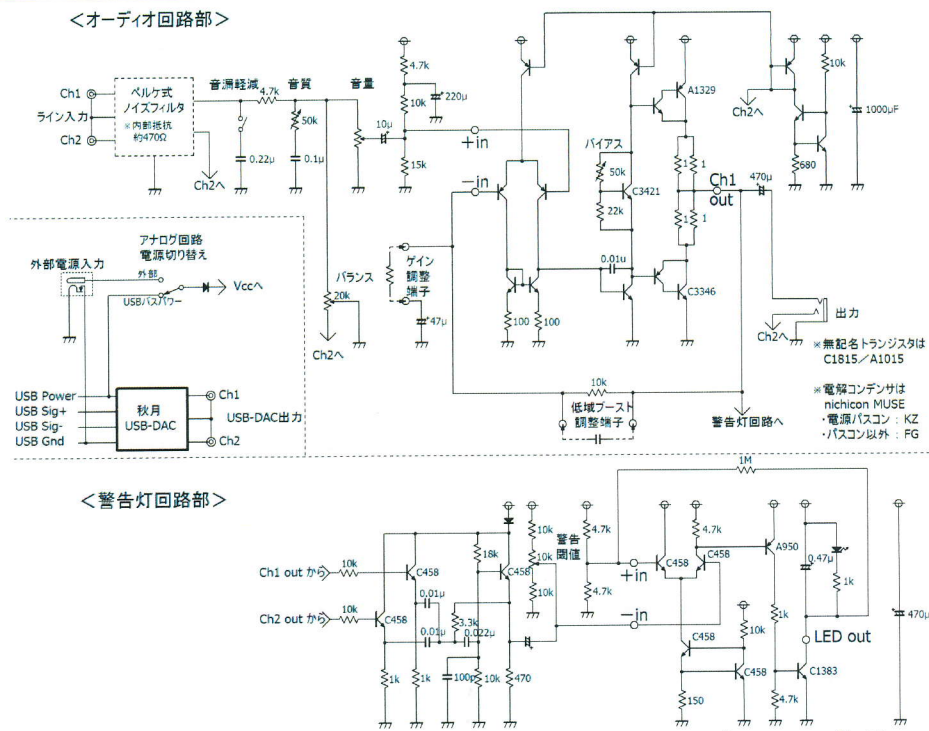 ＜オーディオ回路部＞
Ch1
ライン入力
Ch2
ペルケ式
ノイズフィルタ
※内部抵抗
約470Ω
Ch2へ
音漏軽減
4.7k
0.22μ
音質
50k
0.1μ
音量
10μ
4.7k
220μ
10k
15k
+in
−in
バイアス
50k
22k
C3421
0.01u
A1329
1
1
1
1
C3346
Ch1
out
470μ
Ch2へ
10k
680
1000μF
100
100
ゲイン
調整
端子
47μ
バランス
20k
Ch2へ
10k
低域ブースト
調整端子
警告灯回路へ
Ch2へ
出力
※無記名トランジスタは
C1815／A1015
※電解コンデンサは
nichicon MUSE
・電源パスコン：KZ
・パスコン以外：FG
アナログ回路
電源切り替え
外部電源入力
外部
USBバスパワー
Vccへ
USB Power
USB Sig+
USB Sig-
USB Gnd
秋月
USB-DAC
Ch1
USB-DAC出力
Ch2
＜警告灯回路部＞
Ch1 out から
10k
Ch2 out から
10k
C458
C458
0.01μ
0.01μ
1k
1k
3.3k
0.022μ
100p
18k
10k
C458
470
10k
10k
10k
警告
閾値
4.7k
4.7k
+in
−in
1M
C458
4.7k
C458
C458
150
10k
C458
A950
1k
4.7k
0.47μ
1k
LED out
C1383
470μ